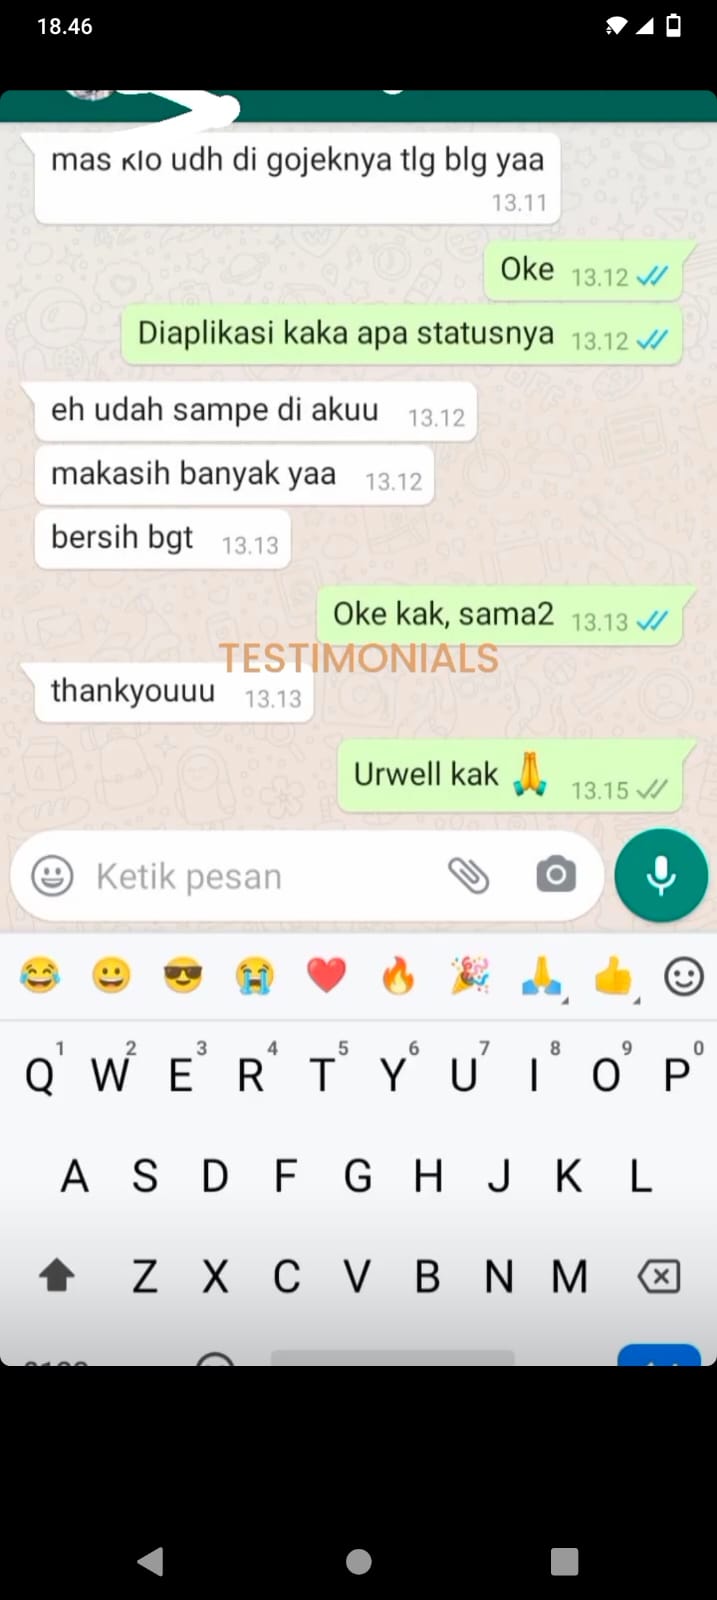 18.46
mas klo udh di gojeknya tlg blg yaa
13.11
Oke 13.12
Diaplikasi kaka apa statusnya 13.12
eh udah sampe di akuu 13.12
makasih banyak yaa 13.12
bersih bgt 13.13
Oke kak, sama2 13.13
TESTIMONIALS
thankyouuu 13.13
Urwell kak 🙏 13.15
Ketik pesan
1 2 3 4 5 6 7 8 9 0
Q W E R T Y U I O P
A S D F G H J K L
Z X C V B N M